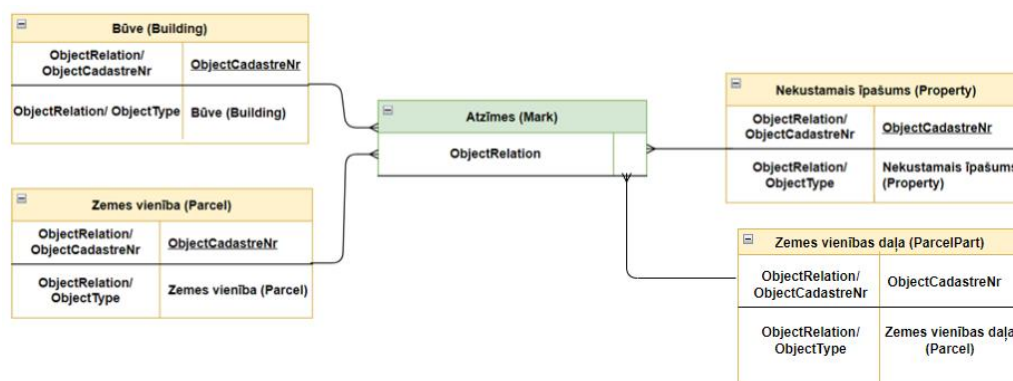 Būve (Building)
ObjectRelation/
ObjectCadastreNr
ObjectCadastreNr
ObjectRelation/ ObjectType
Būve (Building)
Zemes vienība (Parcel)
ObjectRelation/
ObjectCadastreNr
ObjectCadastreNr
ObjectRelation/
ObjectType
Zemes vienība (Parcel)
Atzīmes (Mark)
ObjectRelation
Nekustamais īpašums (Property)
ObjectRelation/
ObjectCadastreNr
ObjectCadastreNr
ObjectRelation/
ObjectType
Nekustamais īpašums
(Property)
Zemes vienības daļa (ParcelPart)
ObjectRelation/
ObjectCadastreNr
ObjectCadastreNr
ObjectRelation/
ObjectType
Zemes vienības daļa
(Parcel)